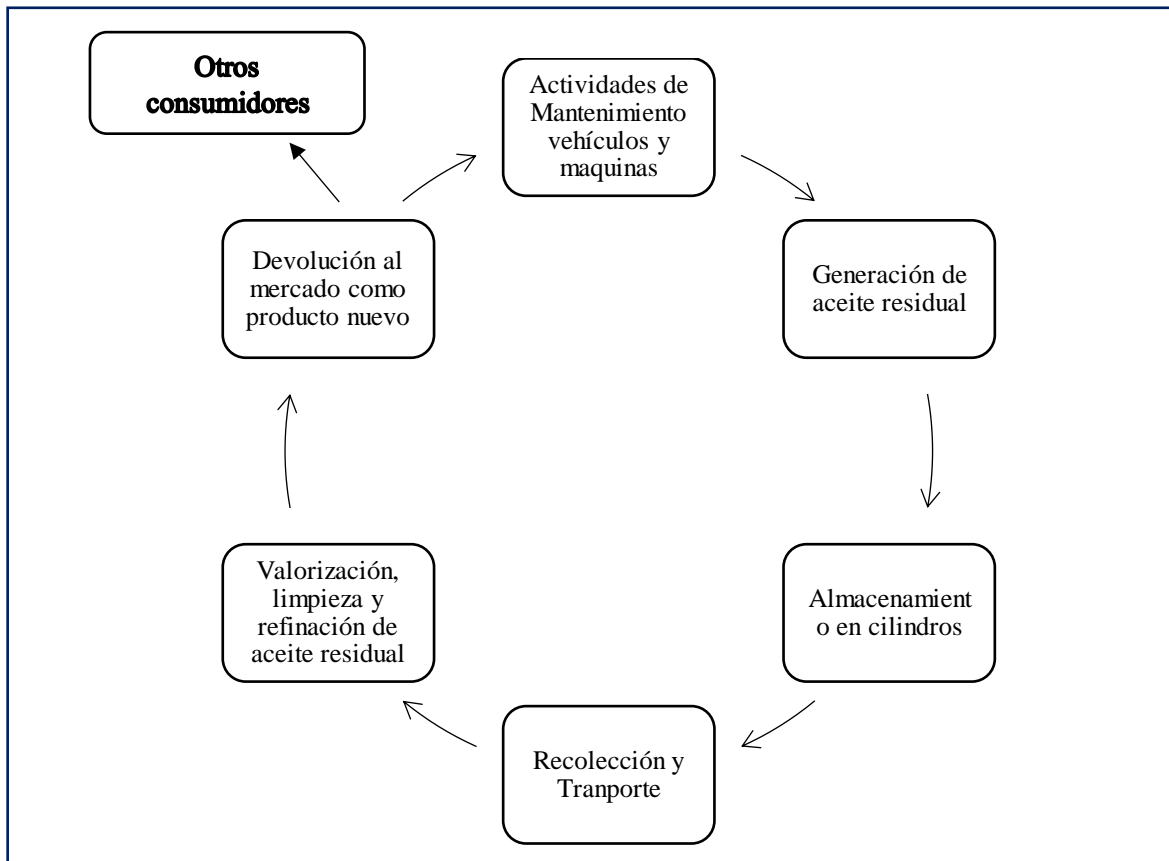 Otros
consumidores
Actividades de
Mantenimiento
vehículos y
maquinas
Generación de
aceite residual
Almacenamient
o en cilindros
Recolección y
Tranporte
Valorización,
limpieza y
refinación de
aceite residual
Devolución al
mercado como
producto nuevo